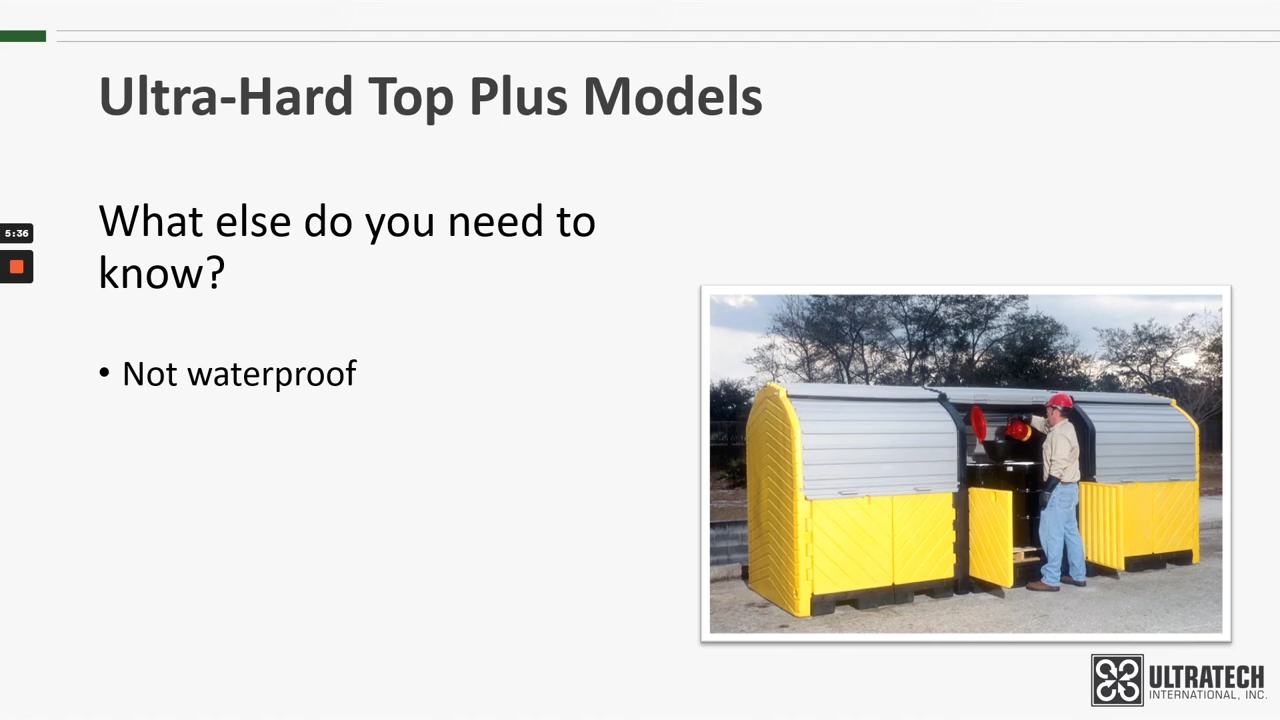 Ultra-Hard Top Plus Models
What else do you need to
know?
5:36
• Not waterproof
ULTRATECH
INTERNATIONAL, INC.